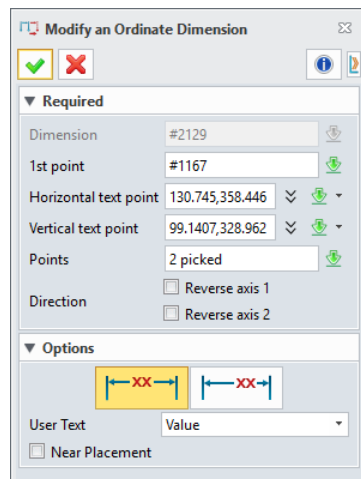 Modify an Ordinate Dimension
Required
Dimension #2129
1st point #1167
Horizontal text point 130.745,358.446
Vertical text point 99.1407,328.962
Points 2 picked
Direction Reverse axis 1
Reverse axis 2
Options
XX XX
User Text Value
Near Placement